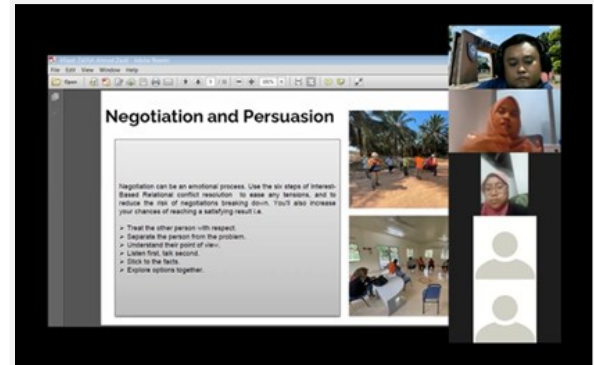 Adobe Reader
File Edit View Window Help
Open
Negotiation and Persuasion
Negotiation can be an emotional process. Use the six steps of Interest-
Based Relational conflict resolution to ease any tensions, and to
reduce the risk of negotiations breaking down. You'll also increase
your chances of reaching a satisfying result i.e.
➢ Treat the other person with respect.
➢ Separate the person from the problem.
➢ Understand their point of view.
➢ Listen first, talk second.
➢ Stick to the facts.
➢ Explore options together.